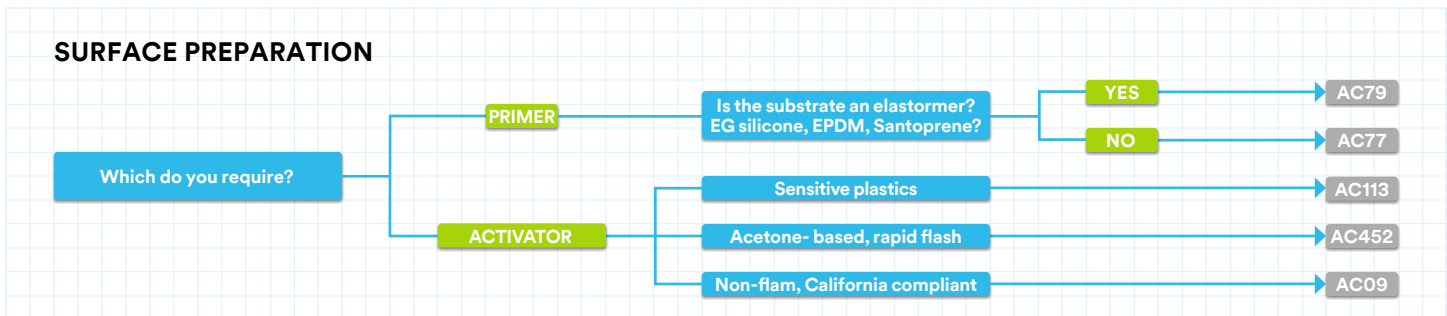 SURFACE PREPARATION
Which do you require?
PRIMER
Is the substrate an elastormer?
EG silicone, EPDM, Santoprene?
YES
AC79
NO
AC77
ACTIVATOR
Sensitive plastics
AC113
Acetone- based, rapid flash
AC452
Non-flam, California compliant
AC09